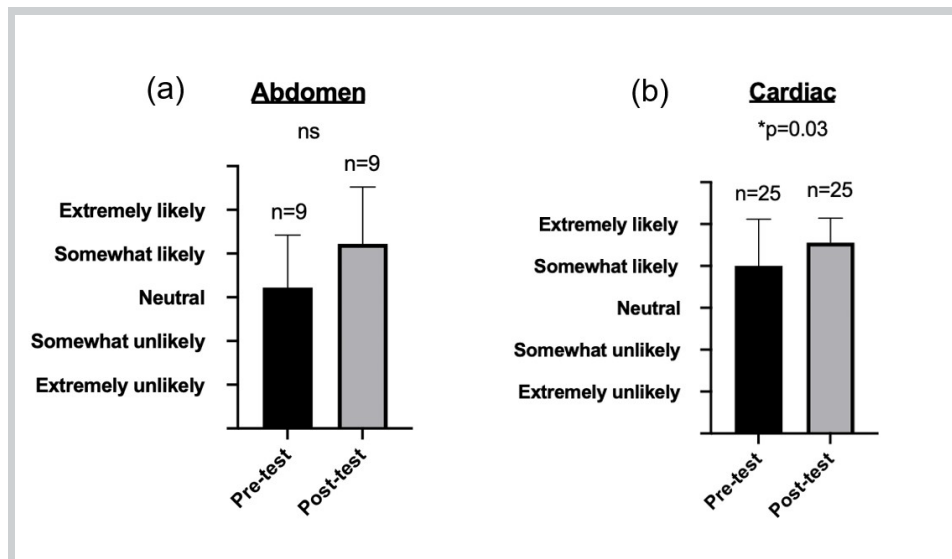 (a)
Abdomen
ns
n=9
n=9
Extremely likely
Somewhat likely
Neutral
Somewhat unlikely
Extremely unlikely
Pre-test
Post-test
(b)
Cardiac
*p=0.03
n=25
n=25
Extremely likely
Somewhat likely
Neutral
Somewhat unlikely
Extremely unlikely
Pre-test
Post-test